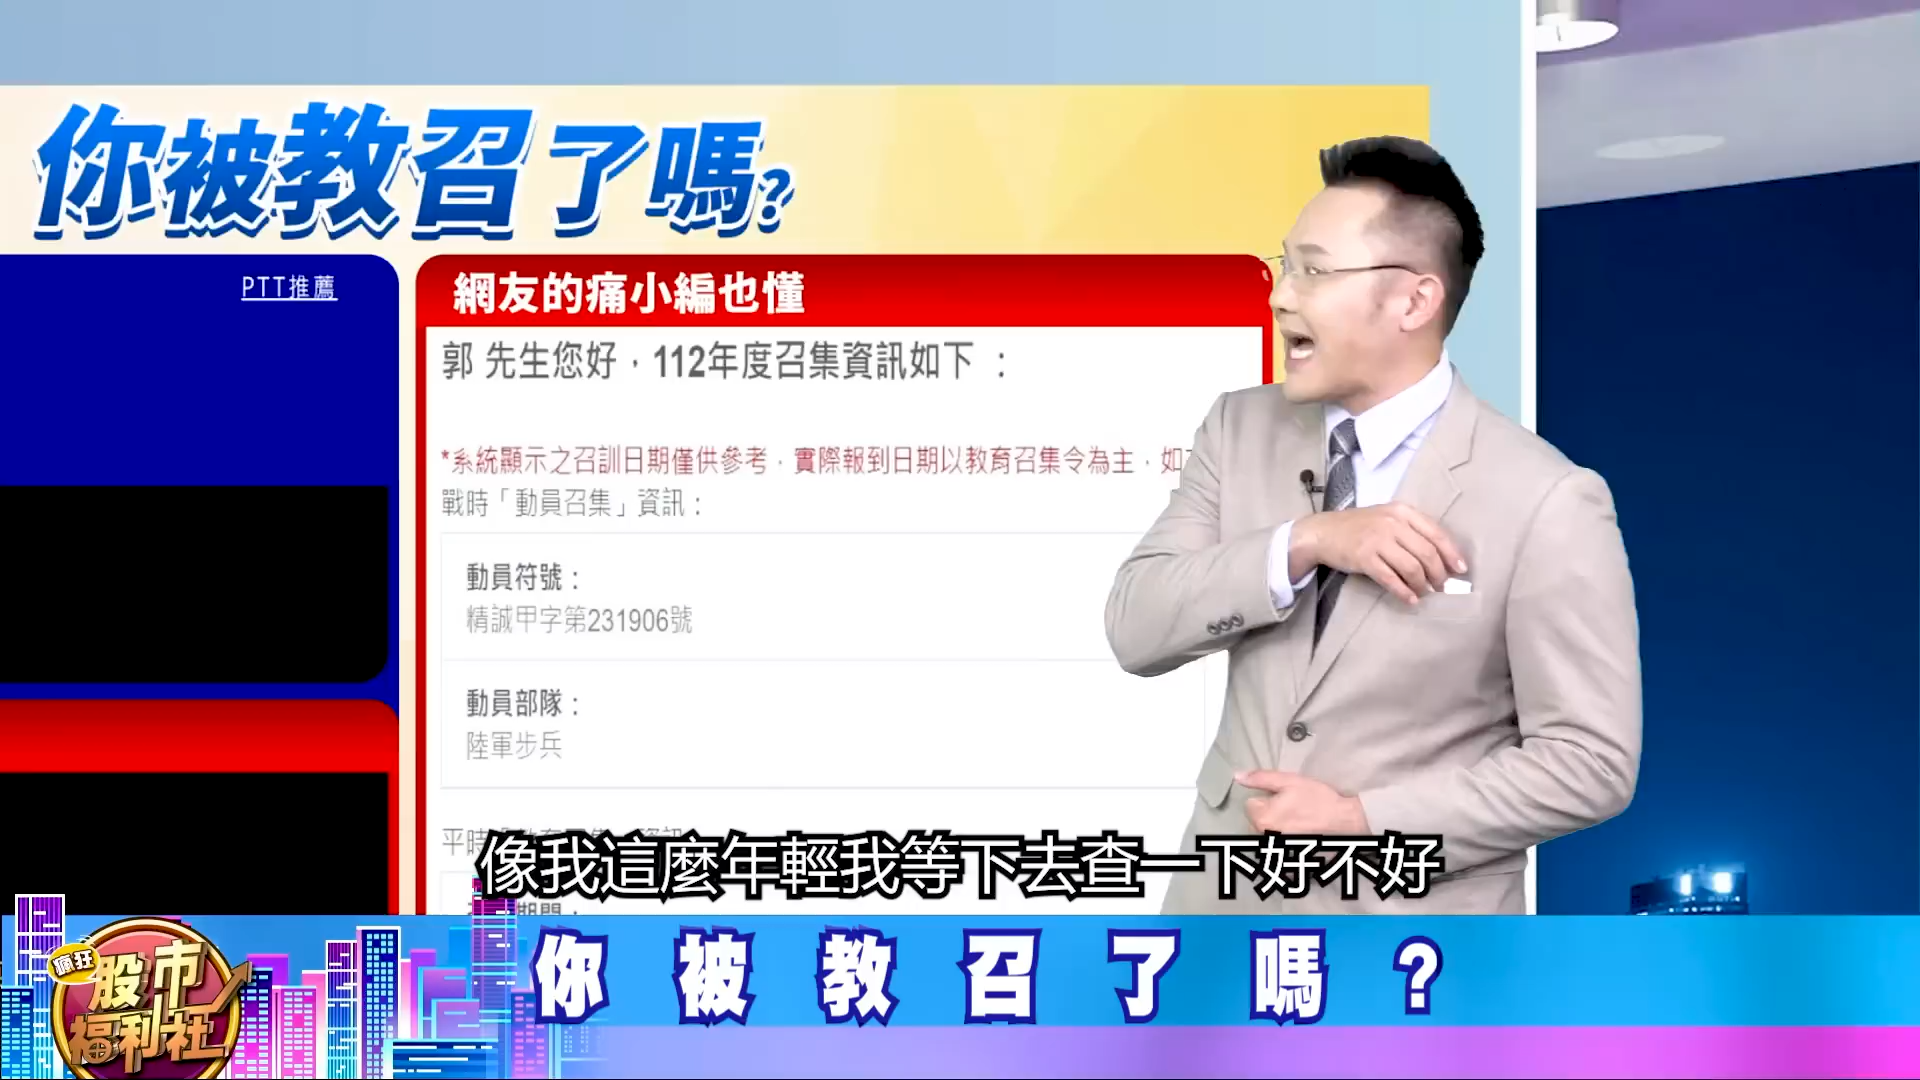 你被教召了嗎?
PTT推薦
網友的痛小編也懂
郭 先生您好，112年度召集資訊如下 ：
*系統顯示之召訓日期僅供參考，實際報到日期以教育召集令為主，如
戰時「動員召集」資訊：
動員符號：
精誠甲字第231906號
動員部隊：
陸軍步兵
平時
像我這麼年輕我等下去查一下好不好
期間：
你被教召了嗎?
瘋狂
股市
福利社